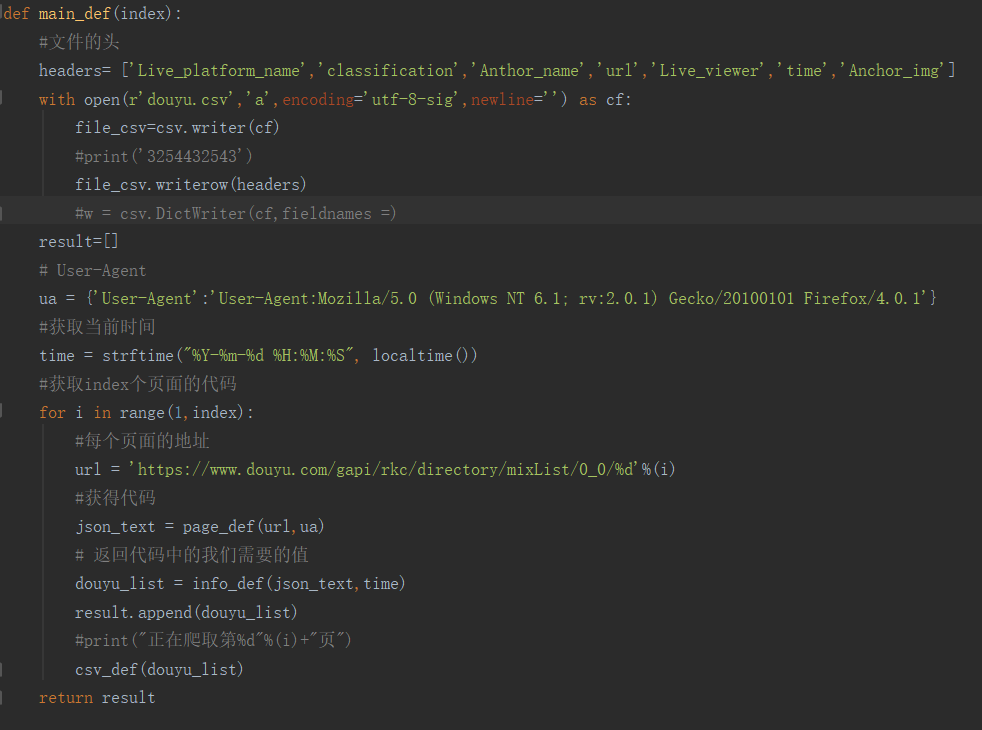 def main_def(index):
#文件的头
headers= ['Live_platform_name','classification','Anthor_name','url','Live_viewer','time','Anchor_img']
with open(r'douyu.csv','a',encoding='utf-8-sig',newline='') as cf:
file_csv=csv.writer(cf)
#print('3254432543')
file_csv.writerow(headers)
#w = csv.DictWriter(cf,fieldnames =)
result=[]
# User-Agent
ua = {'User-Agent':'User-Agent:Mozilla/5.0 (Windows NT 6.1; rv:2.0.1) Gecko/20100101 Firefox/4.0.1'}
#获取当前时间
time = strftime("%Y-%m-%d %H:%M:%S", localtime())
#获取index个页面的代码
for i in range(1,index):
#每个页面的地址
url = 'https://www.douyu.com/gapi/rkc/directory/mixList/0_0/%d'%(i)
#获得代码
json_text = page_def(url,ua)
# 返回代码中的我们需要的值
douyu_list = info_def(json_text,time)
result.append(douyu_list)
#print("正在爬取第%d"%(i)+"页")
csv_def(douyu_list)
return result